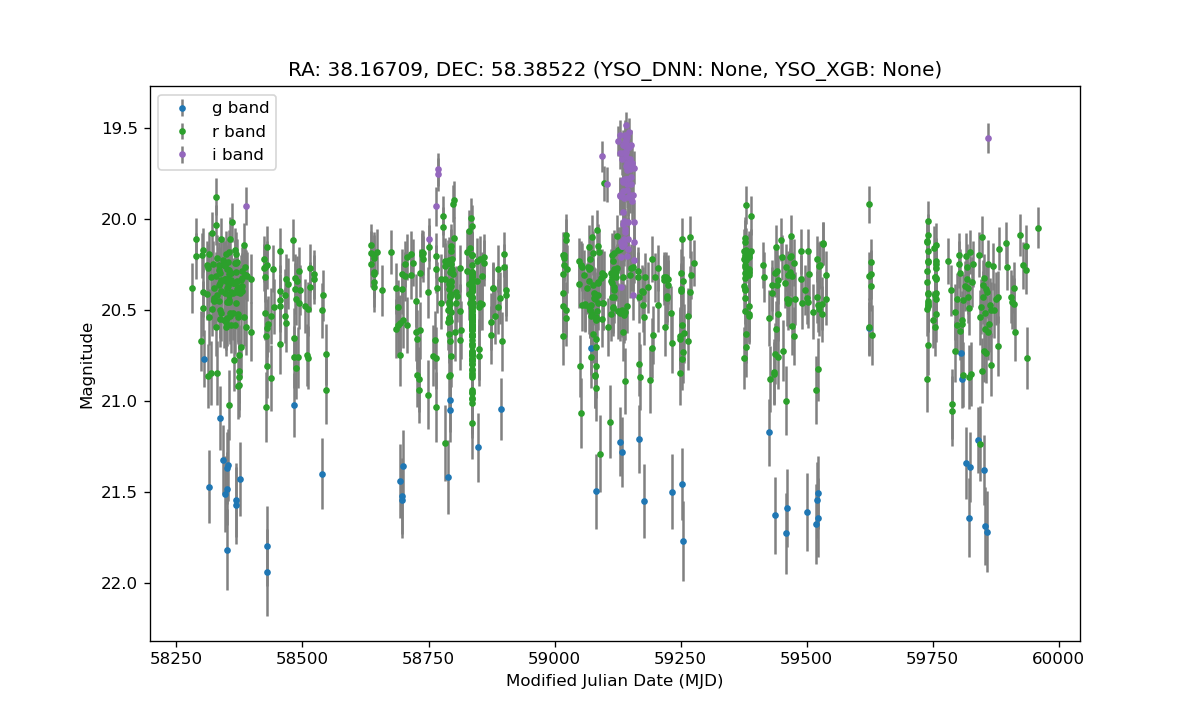 RA: 38.16709, DEC: 58.38522 (YSO_DNN: None, YSO_XGB: None)
g band
r band
i band
19.5
20.0
20.5
21.0
21.5
22.0
Magnitude
58250 58500 58750 59000 59250 59500 59750 60000
Modified Julian Date (MJD)